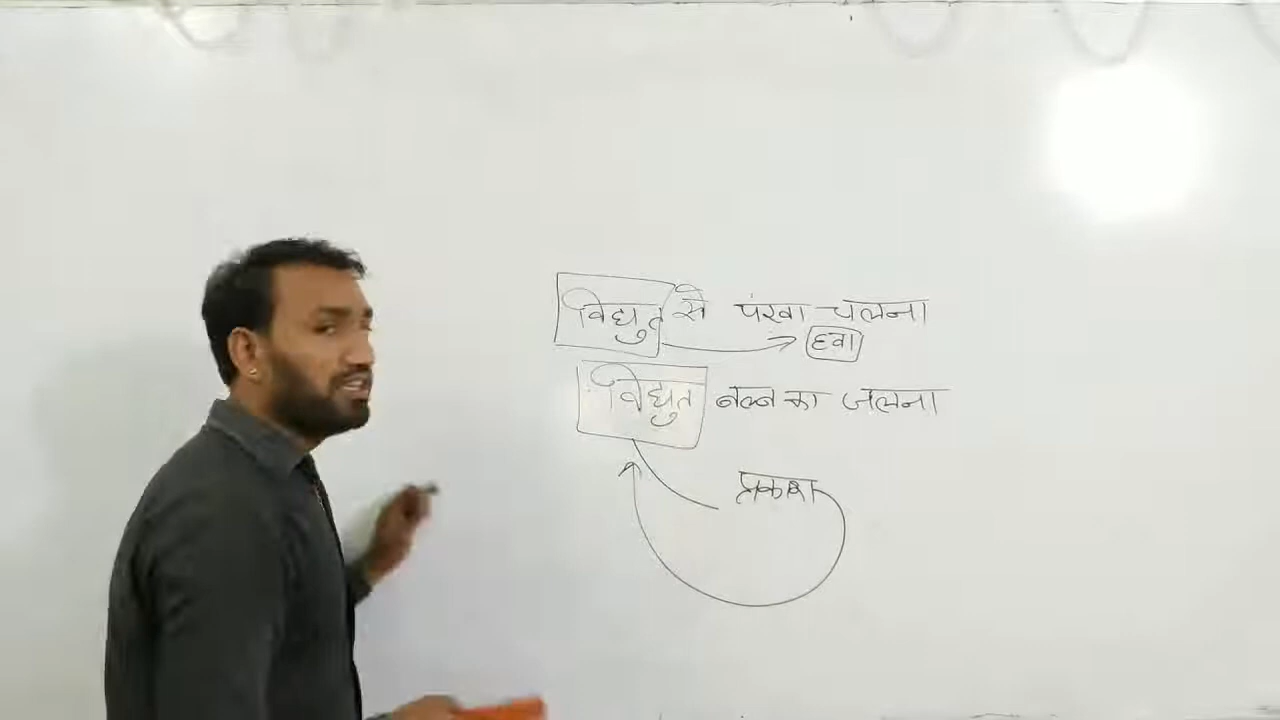 विद्युत से पंखा चलना
हवा
विद्युत बल्ब का जलना
प्रकाश